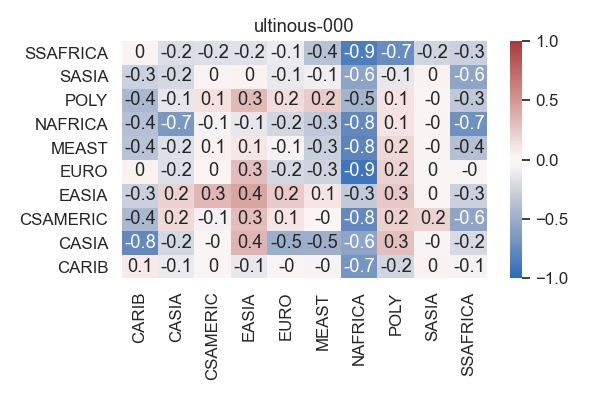 ultinous-000
SSAFRICA 0 -0.2 -0.2 -0.2 -0.1 -0.4 -0.9 -0.7 -0.2 -0.3
SASIA -0.3 -0.2 0 0 -0.1 -0.1 -0.6 -0.1 0 -0.6
POLY -0.4 -0.1 0.1 0.3 0.2 0.2 -0.5 0.1 -0 -0.3
NAFRICA -0.4 -0.7 -0.1 -0.1 -0.2 -0.3 -0.8 0.1 -0 -0.7
MEAST -0.4 -0.2 0.1 0.1 -0.1 -0.3 -0.8 0.2 -0 -0.4
EURO 0 -0.2 0 0.3 -0.2 -0.3 -0.9 0.2 0 -0
EASIA -0.3 0.2 0.3 0.4 0.2 0.1 -0.3 0.3 0 -0.3
CSAMERIC -0.4 0.2 -0.1 0.3 0.1 -0 -0.8 0.2 0.2 -0.6
CASIA -0.8 -0.2 -0 0.4 -0.5 -0.5 -0.6 0.3 -0 -0.2
CARIB 0.1 -0.1 0 -0.1 -0 -0 -0.7 -0.2 0 -0.1
CARIB CASIA CSAMERIC EASIA EURO MEAST NAFRICA POLY SASIA SSAFRICA
1.0
0.5
0.0
−0.5
−1.0